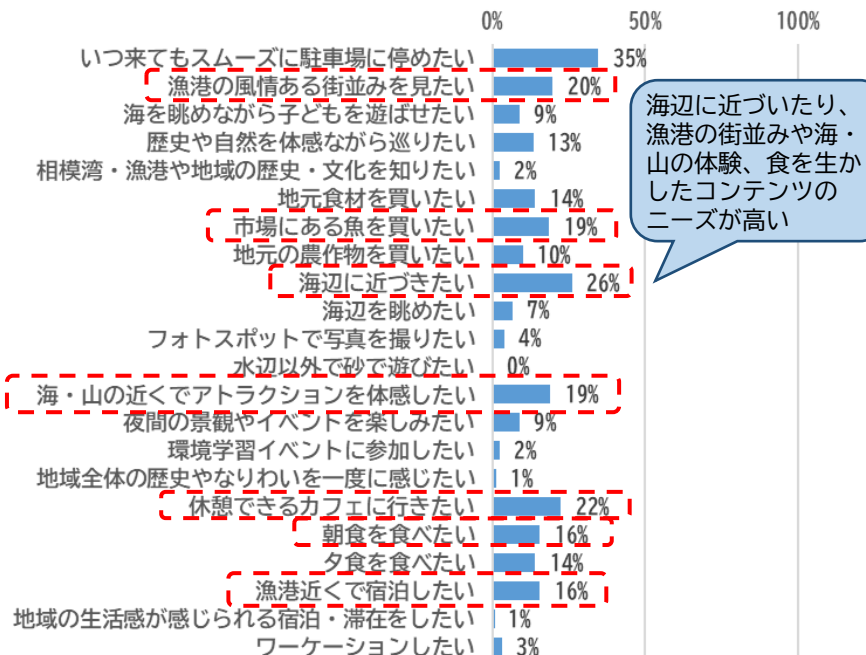 0% 50% 100%
いつ来てもスムーズに駐車場に停めたい 35%
漁港の風情ある街並みを見たい 20%
海を眺めながら子どもを遊ばせたい 9%
歴史や自然を体感ながら巡りたい 13%
相模湾・漁港や地域の歴史・文化を知りたい 2%
地元食材を買いたい 14%
市場にある魚を買いたい 19%
地元の農作物を買いたい 10%
海辺に近づきたい 26%
海辺を眺めたい 7%
フォトスポットで写真を撮りたい 4%
水辺以外で砂で遊びたい 0%
海・山の近くでアトラクションを体感したい 19%
夜間の景観やイベントを楽しみたい 9%
環境学習イベントに参加したい 2%
地域全体の歴史やなりわいを一度に感じたい 1%
休憩できるカフェに行きたい 22%
朝食を食べたい 16%
夕食を食べたい 14%
漁港近くで宿泊したい 16%
地域の生活感が感じられる宿泊・滞在をしたい 1%
ワーケーションしたい 3%
海辺に近づいたり、
漁港の街並みや海・
山の体験、食を生か
したコンテンツの
ニーズが高い